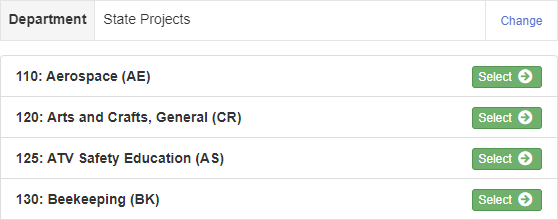 Department State Projects Change
110: Aerospace (AE) Select
120: Arts and Crafts, General (CR) Select
125: ATV Safety Education (AS) Select
130: Beekeeping (BK) Select